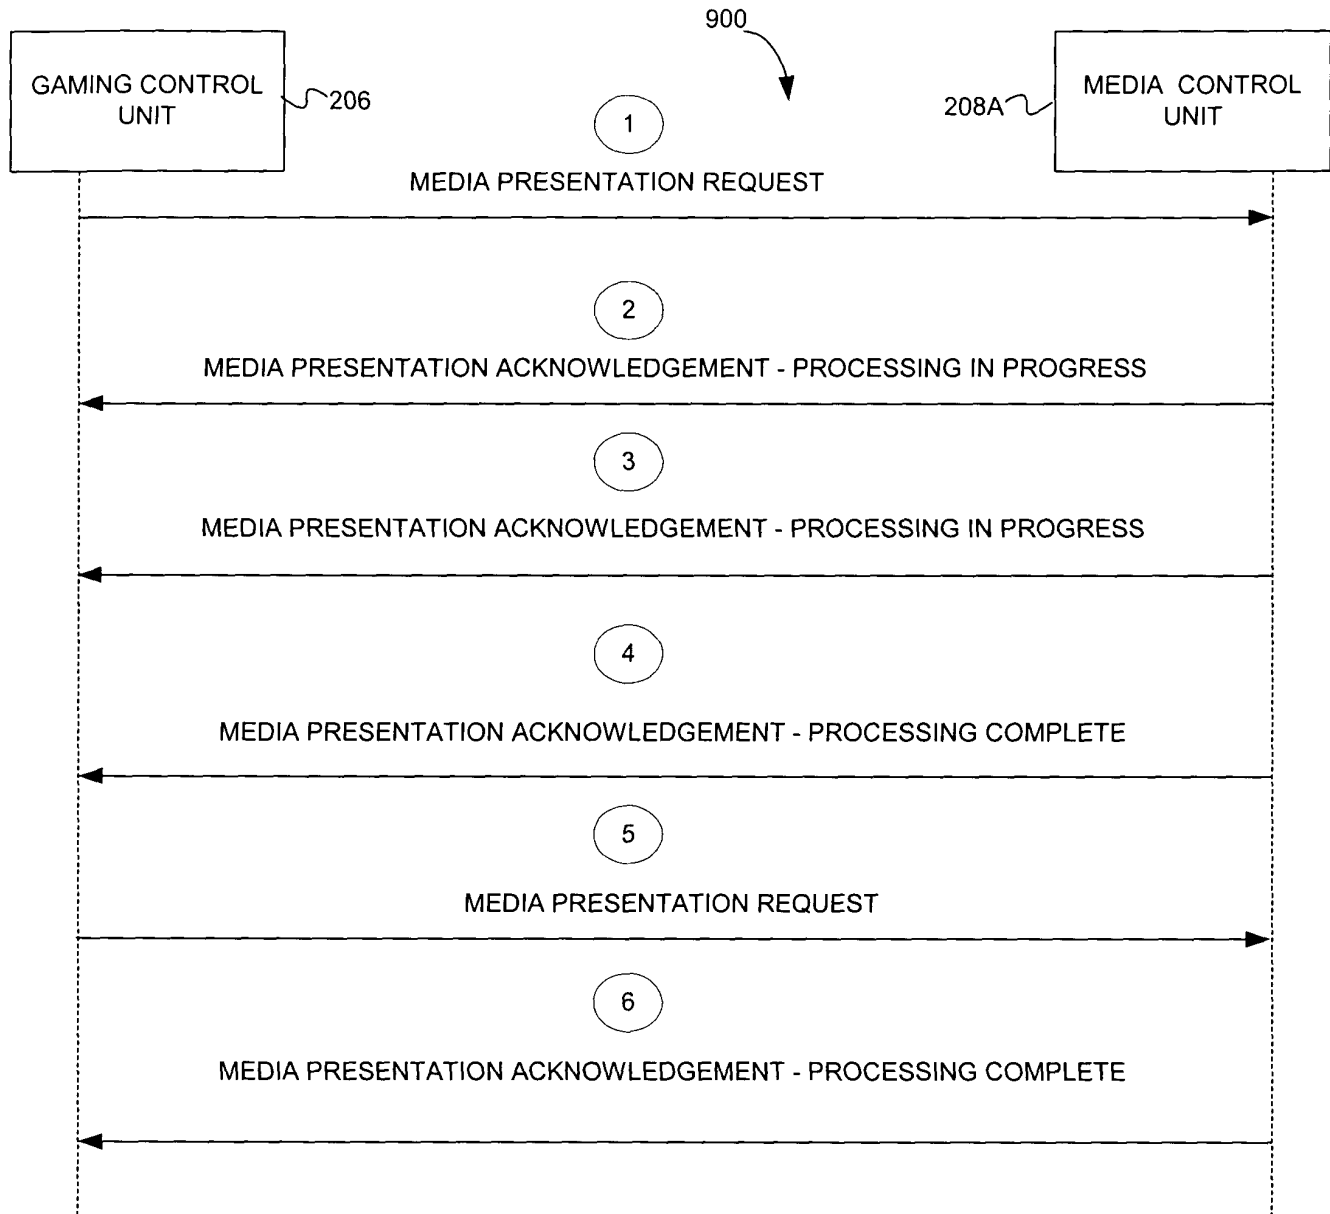 900
GAMING CONTROL
UNIT
206
MEDIA CONTROL
UNIT
208A
1
MEDIA PRESENTATION REQUEST
2
MEDIA PRESENTATION ACKNOWLEDGEMENT - PROCESSING IN PROGRESS
3
MEDIA PRESENTATION ACKNOWLEDGEMENT - PROCESSING IN PROGRESS
4
MEDIA PRESENTATION ACKNOWLEDGEMENT - PROCESSING COMPLETE
5
MEDIA PRESENTATION REQUEST
6
MEDIA PRESENTATION ACKNOWLEDGEMENT - PROCESSING COMPLETE